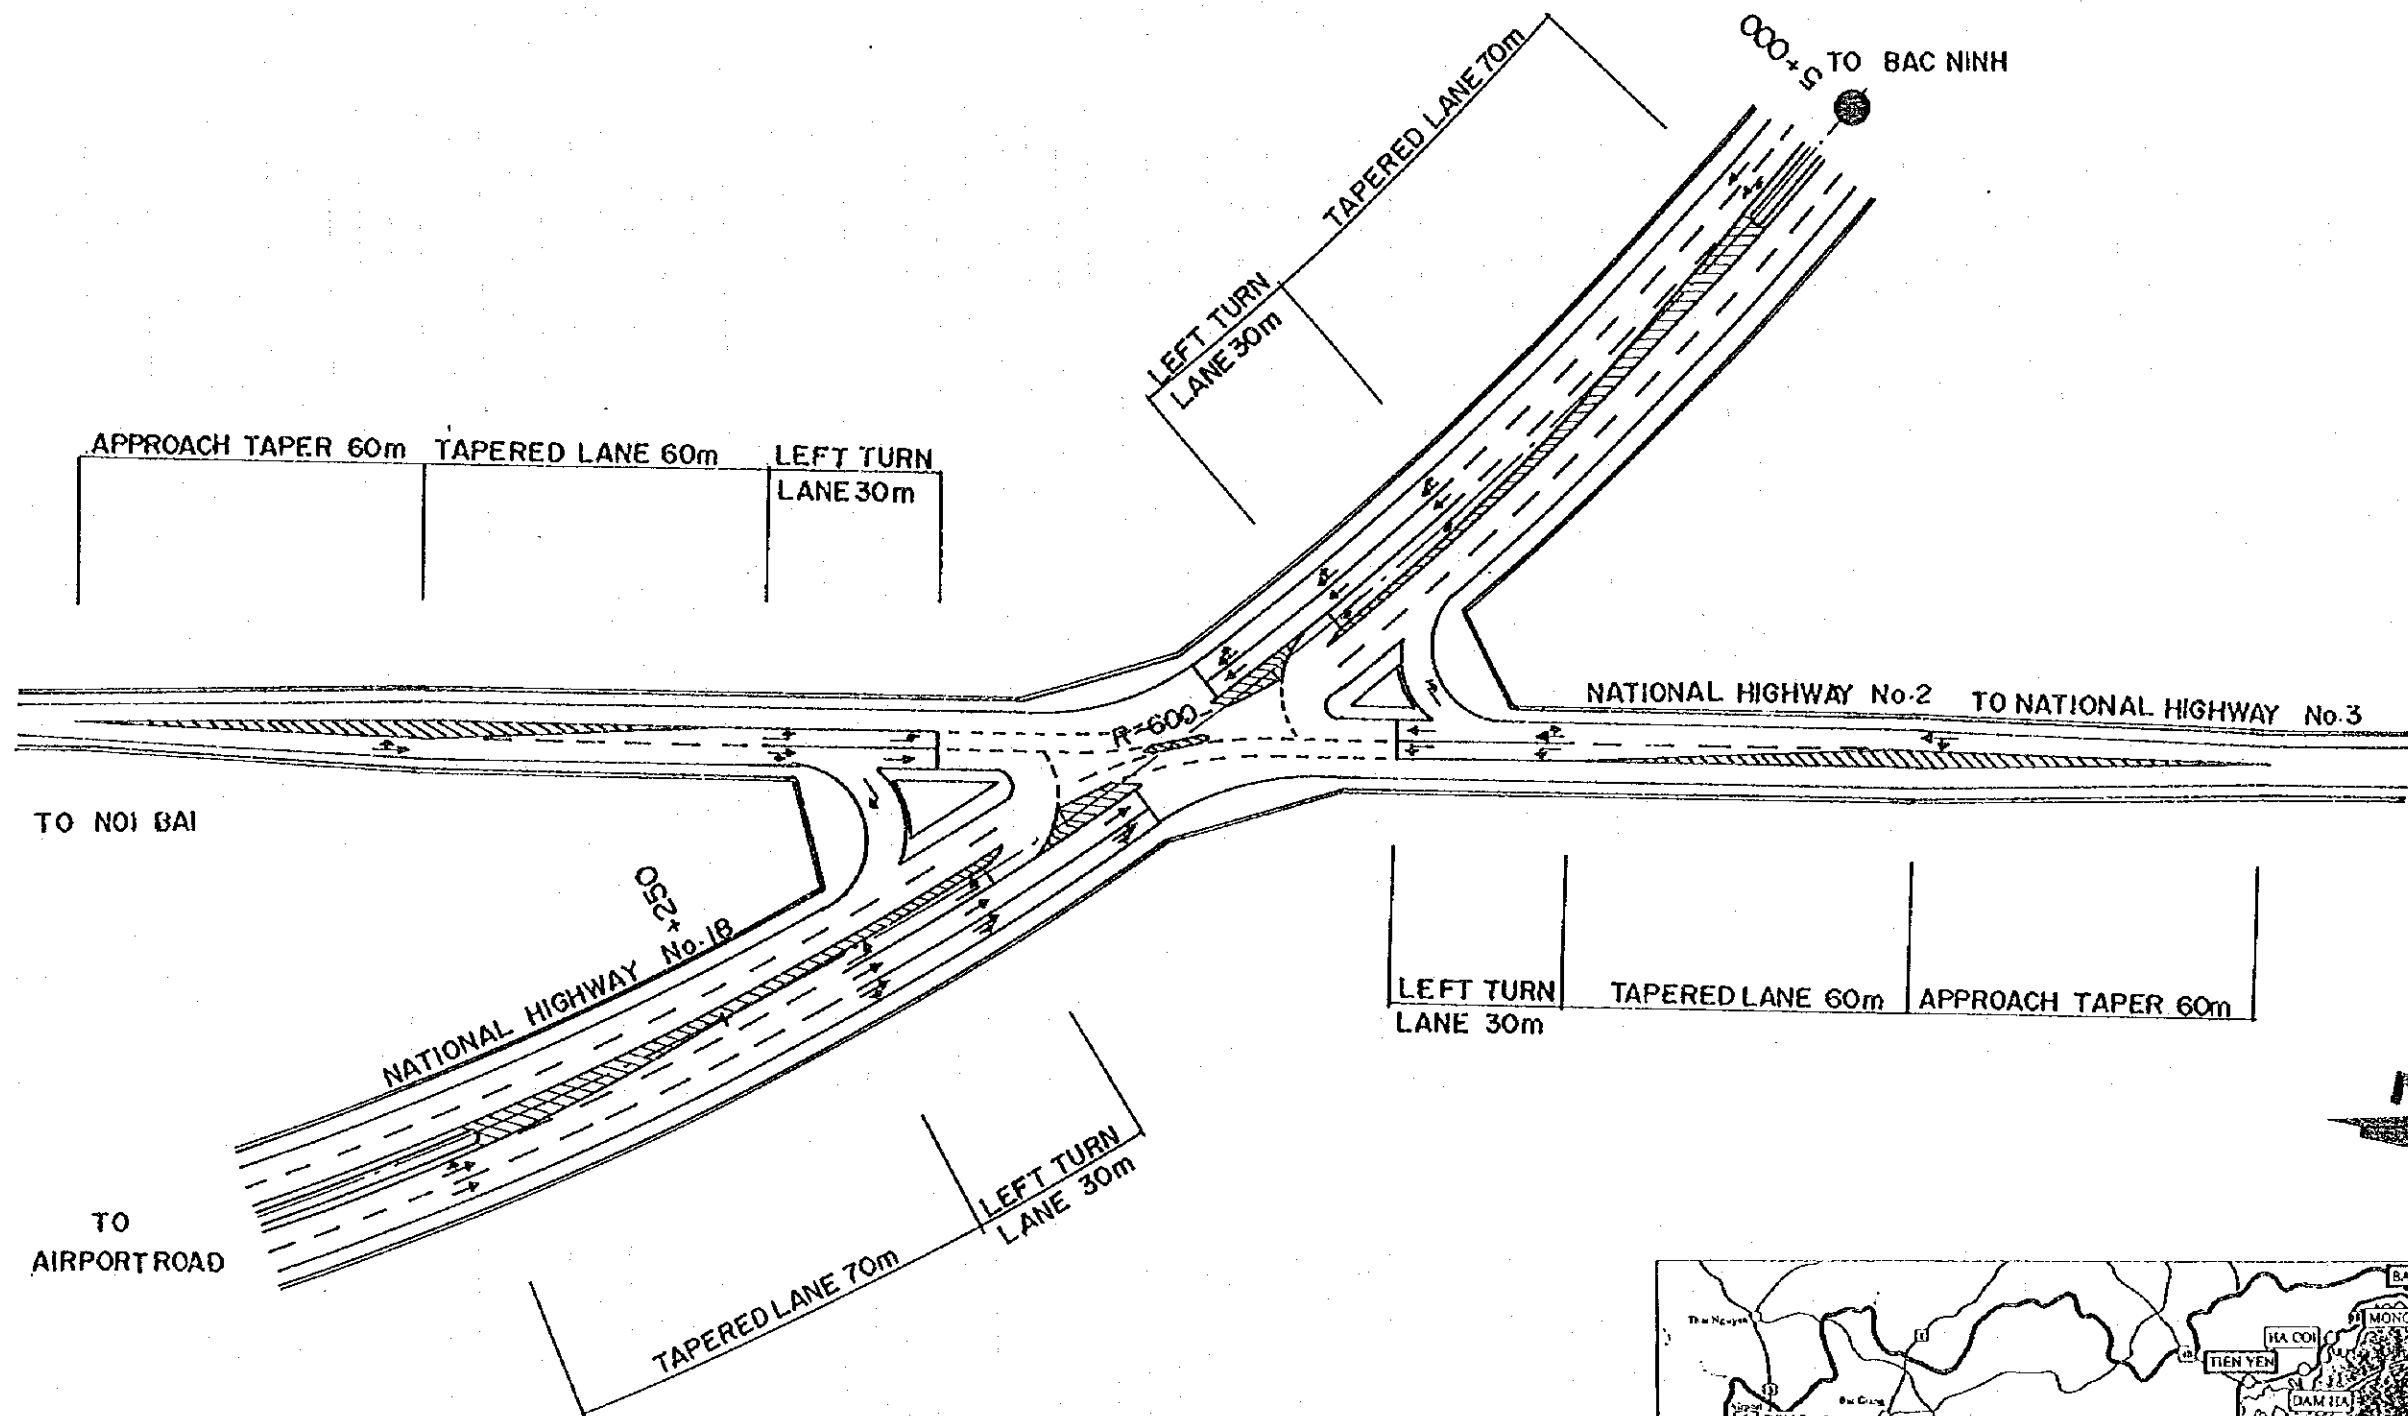 5+000
TO BAC NINH
TAPERED LANE 70m
LEFT TURN
LANE 30m
APPROACH TAPER 60m
TAPERED LANE 60m
LEFT TURN
LANE 30m
NATIONAL HIGHWAY No.2
TO NATIONAL HIGHWAY No.3
R=600
TO NOI BAI
+250
NATIONAL HIGHWAY No.18
LEFT TURN
LANE 30m
TAPERED LANE 60m
APPROACH TAPER 60m
LEFT TURN
LANE 30m
TAPERED LANE 70m
TO
AIRPORT ROAD
HA COI
TIEN YEN
DAM HA